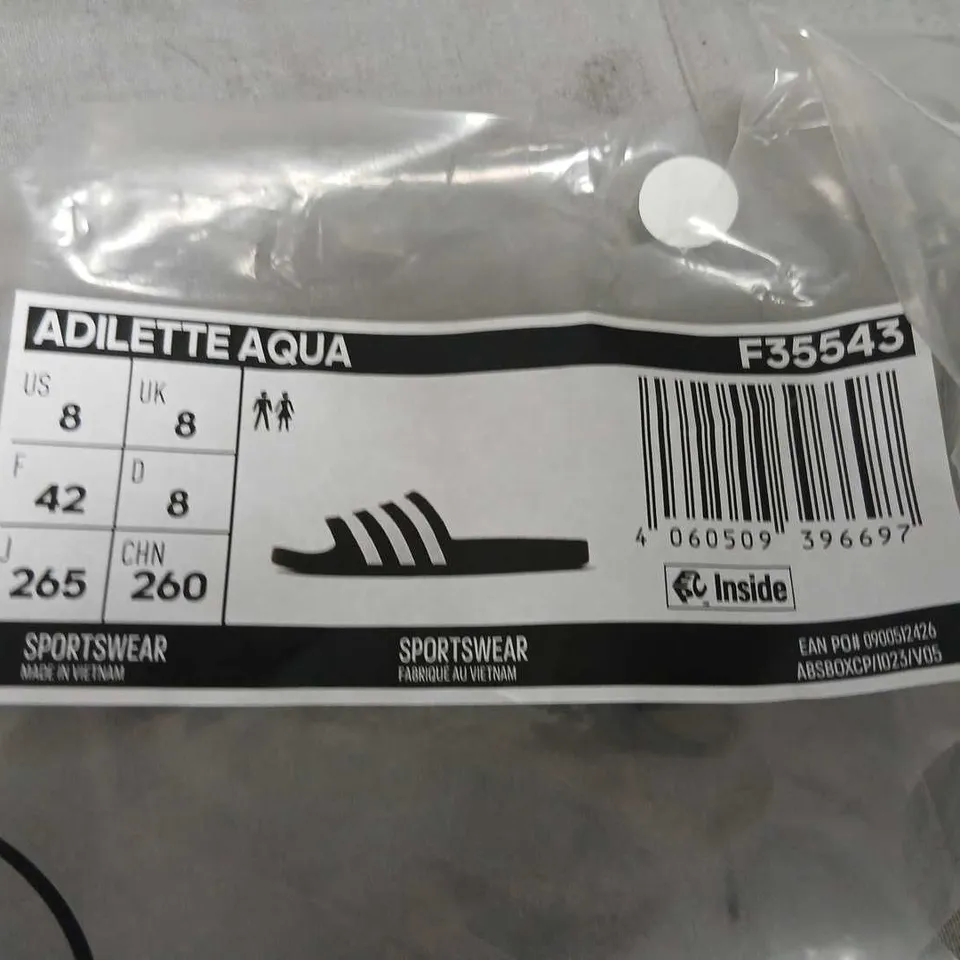 ADILETTE AQUA F35543
US 8 UK 8
F 42 D 8
J 265 CHN 260
4 060509 396697
Inside
SPORTSWEAR
MADE IN VIETNAM
SPORTSWEAR
FABRIQUE AU VIETNAM
EAN PO# 0900512426
ABSBOXCP/1023/V05